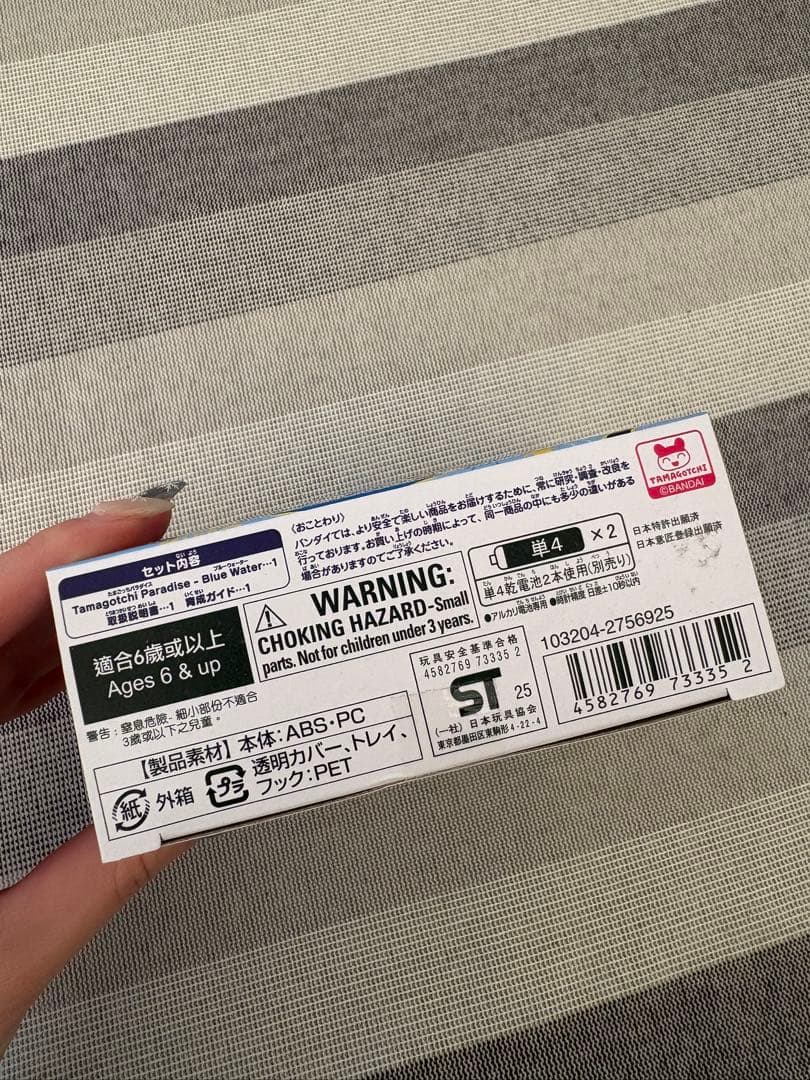 セット内容
Tamagotchi Paradise - Blue Water…1
取扱説明書…1 育成ガイド…1
〈おことわり〉
バンダイでは、より安全で楽しい商品をお届けするために、常に研究・調査・改良を
行っております。お買い上げの時期によって、同一商品の中にも多少の違いがある
場合がありますのでご了承ください。
TAMAGOTCHI
©BANDAI
適合6歲或以上
Ages 6 & up
警告：窒息危險- 細小部份不適合
3歲或以下之兒童。
WARNING:
CHOKING HAZARD-Small
parts. Not for children under 3 years.
単4 ×2
単4乾電池2本使用(別売り)
●アルカリ電池専用 ●時計精度 日差±10秒以内
日本特許出願済
日本意匠登録出願済
【製品素材】本体：ABS・PC
透明カバー、トレイ、
フック：PET
紙 外箱
プラ
玩具安全基準合格
4582769 73335 2
ST 25
(一社) 日本玩具協会
東京都墨田区東駒形4-22-4
103204-2756925
4 582769 73335 2